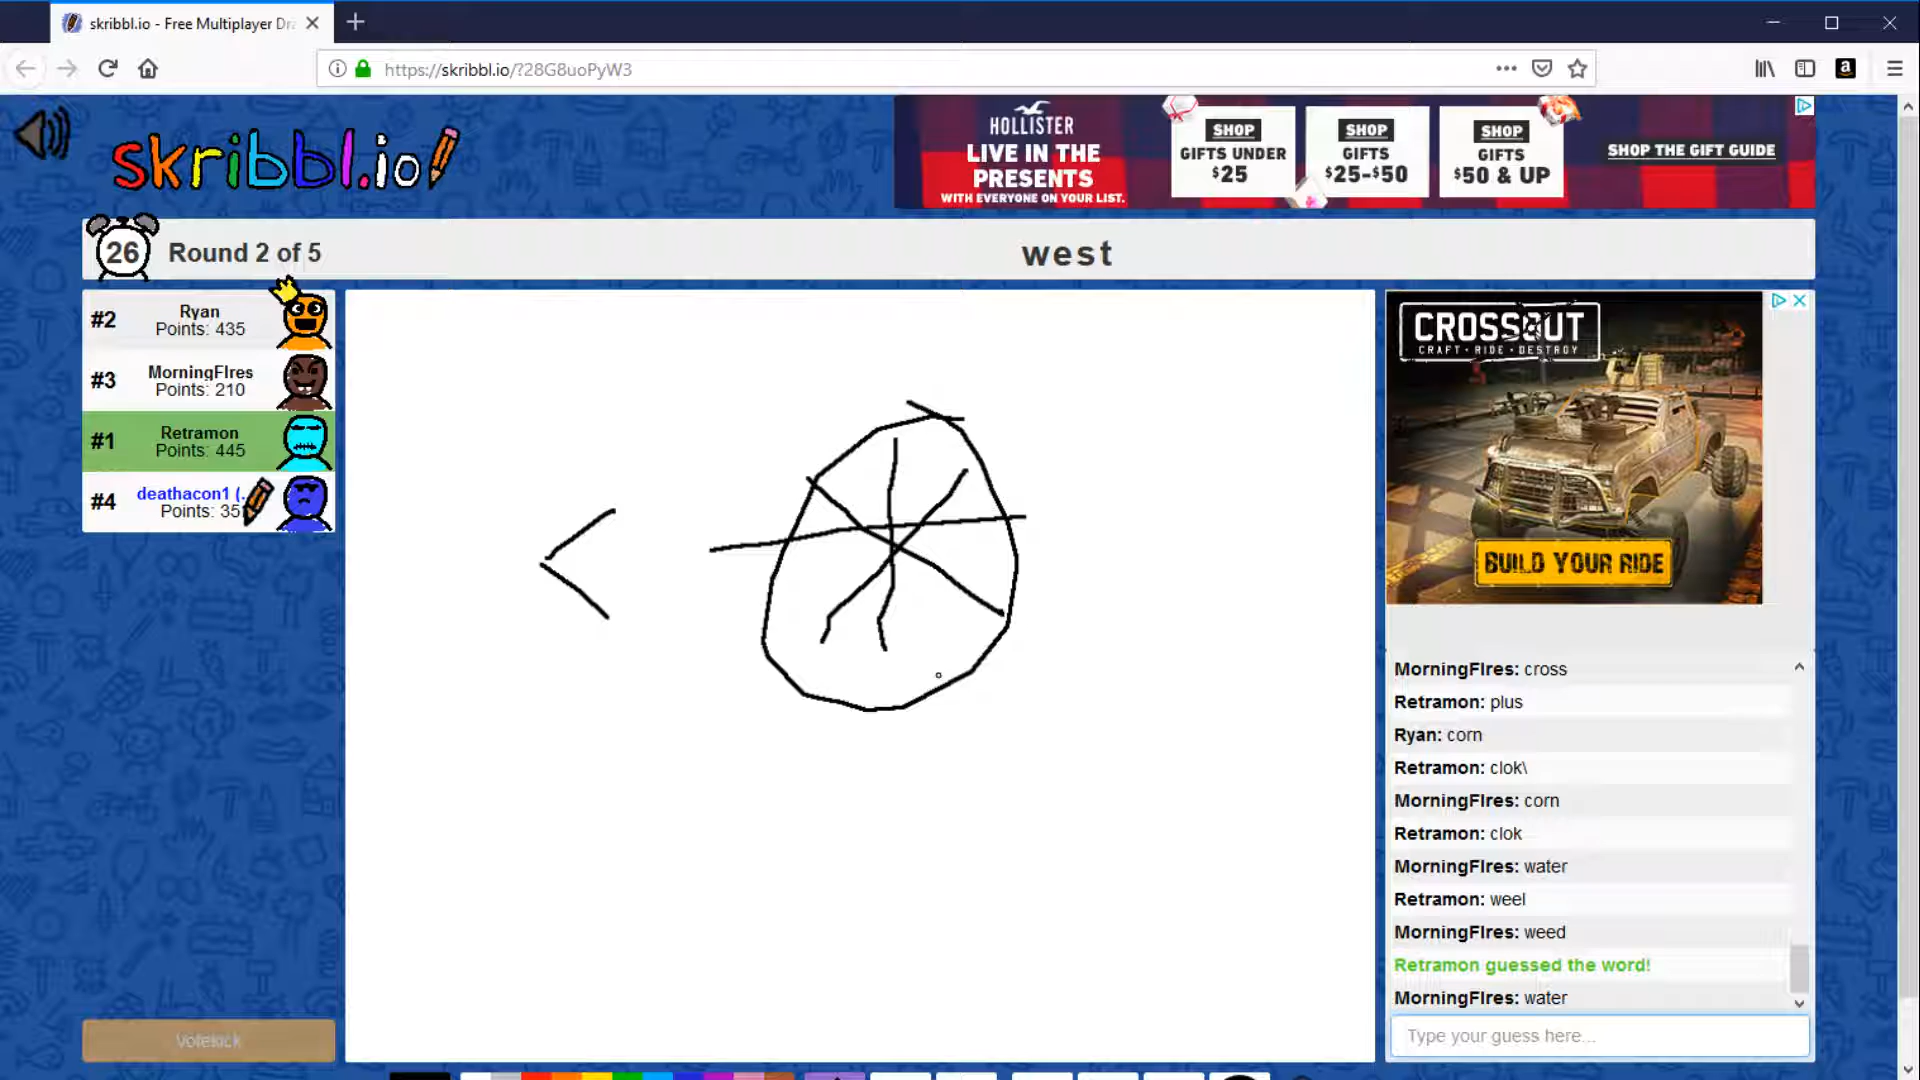 skribbl.io - Free Multiplayer Dr
https://skribbl.io/?28G8uoPyW3
skribbl.io
HOLLISTER
LIVE IN THE
PRESENTS
WITH EVERYONE ON YOUR LIST.
SHOP
GIFTS UNDER
$25
SHOP
GIFTS
$25-$50
SHOP
GIFTS
$50 & UP
SHOP THE GIFT GUIDE
26
Round 2 of 5
west
#2
Ryan
Points: 435
#3
MorningFIres
Points: 210
#1
Retramon
Points: 445
#4
deathacon1 (..
Points: 35
CROSSOUT
CRAFT • RIDE • DESTROY
BUILD YOUR RIDE
MorningFIres: cross
Retramon: plus
Ryan: corn
Retramon: clok\
MorningFIres: corn
Retramon: clok
MorningFIres: water
Retramon: weel
MorningFIres: weed
Retramon guessed the word!
MorningFIres: water
Type your guess here...
Votekick